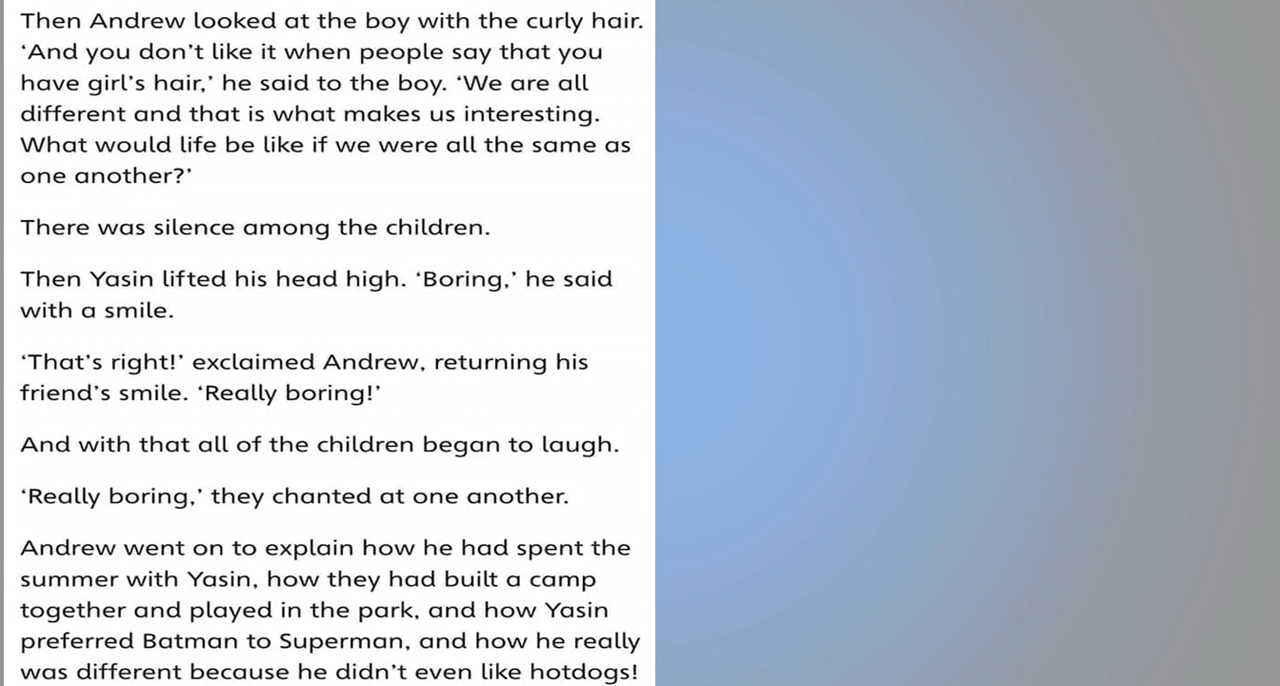 Then Andrew looked at the boy with the curly hair.
‘And you don’t like it when people say that you
have girl’s hair,’ he said to the boy. ‘We are all
different and that is what makes us interesting.
What would life be like if we were all the same as
one another?’
There was silence among the children.
Then Yasin lifted his head high. ‘Boring,’ he said
with a smile.
‘That’s right!’ exclaimed Andrew, returning his
friend’s smile. ‘Really boring!’
And with that all of the children began to laugh.
‘Really boring,’ they chanted at one another.
Andrew went on to explain how he had spent the
summer with Yasin, how they had built a camp
together and played in the park, and how Yasin
preferred Batman to Superman, and how he really
was different because he didn’t even like hotdogs!